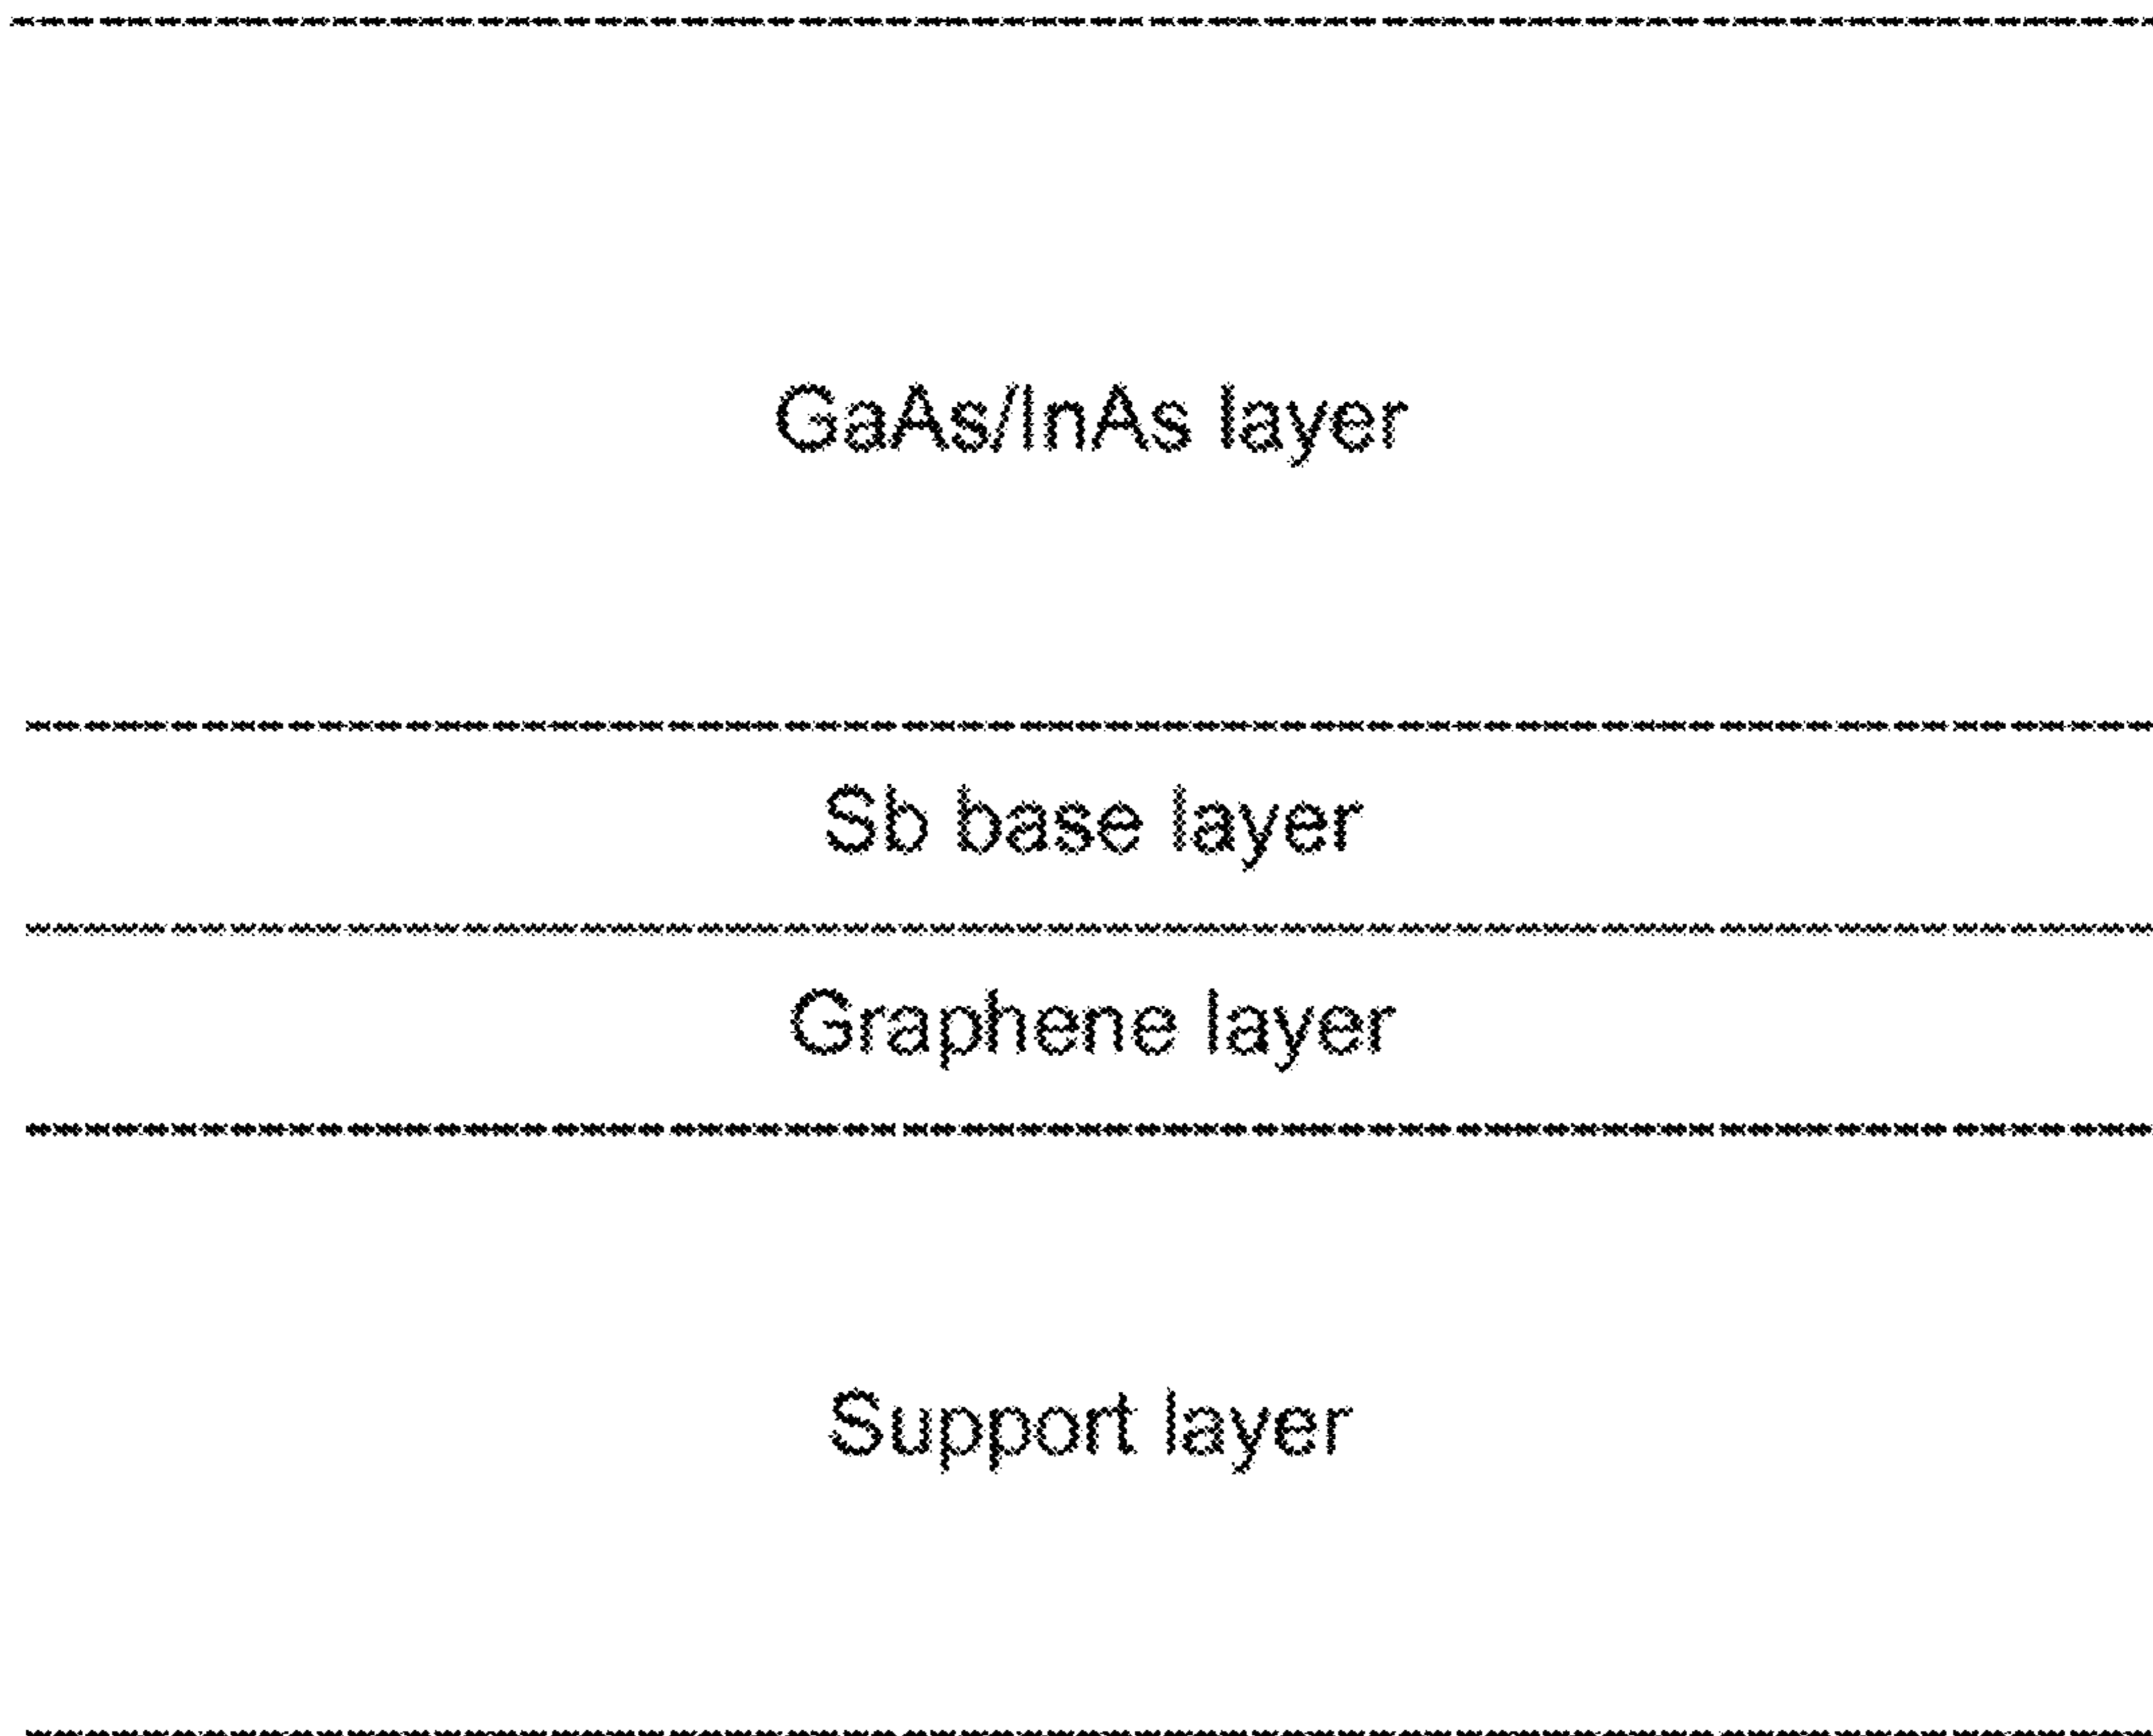 GaAs/InAs layer
Sb base layer
Graphene layer
Support layer